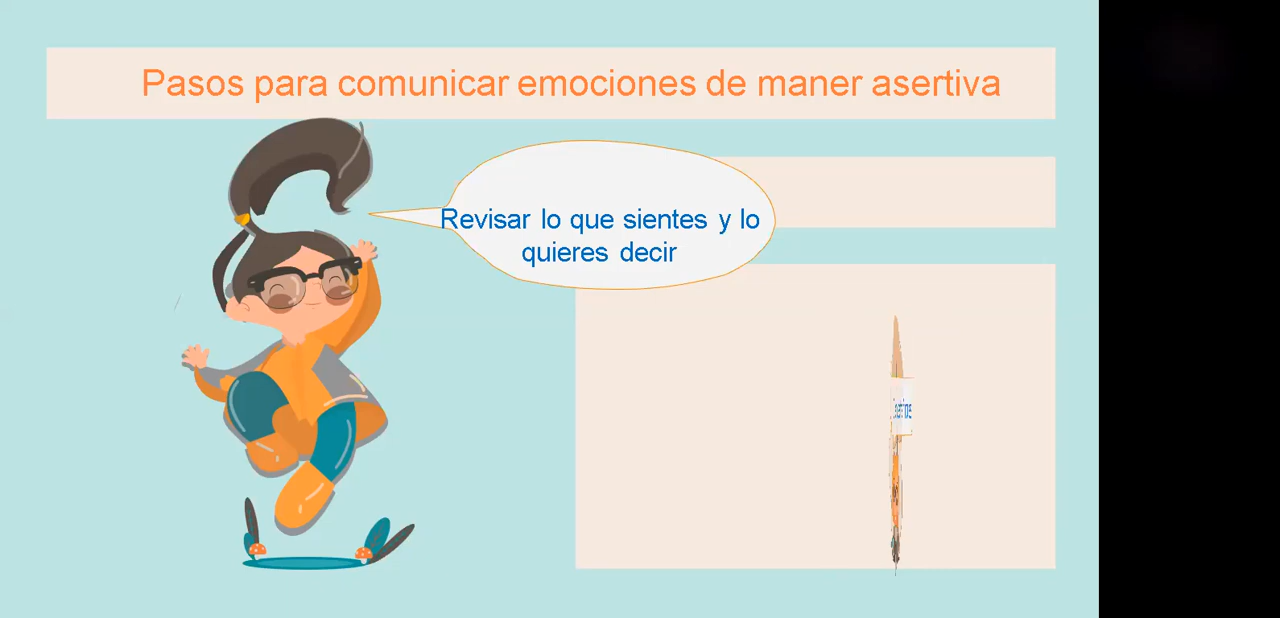 Pasos para comunicar emociones de maner asertiva
Revisar lo que sientes y lo
quieres decir